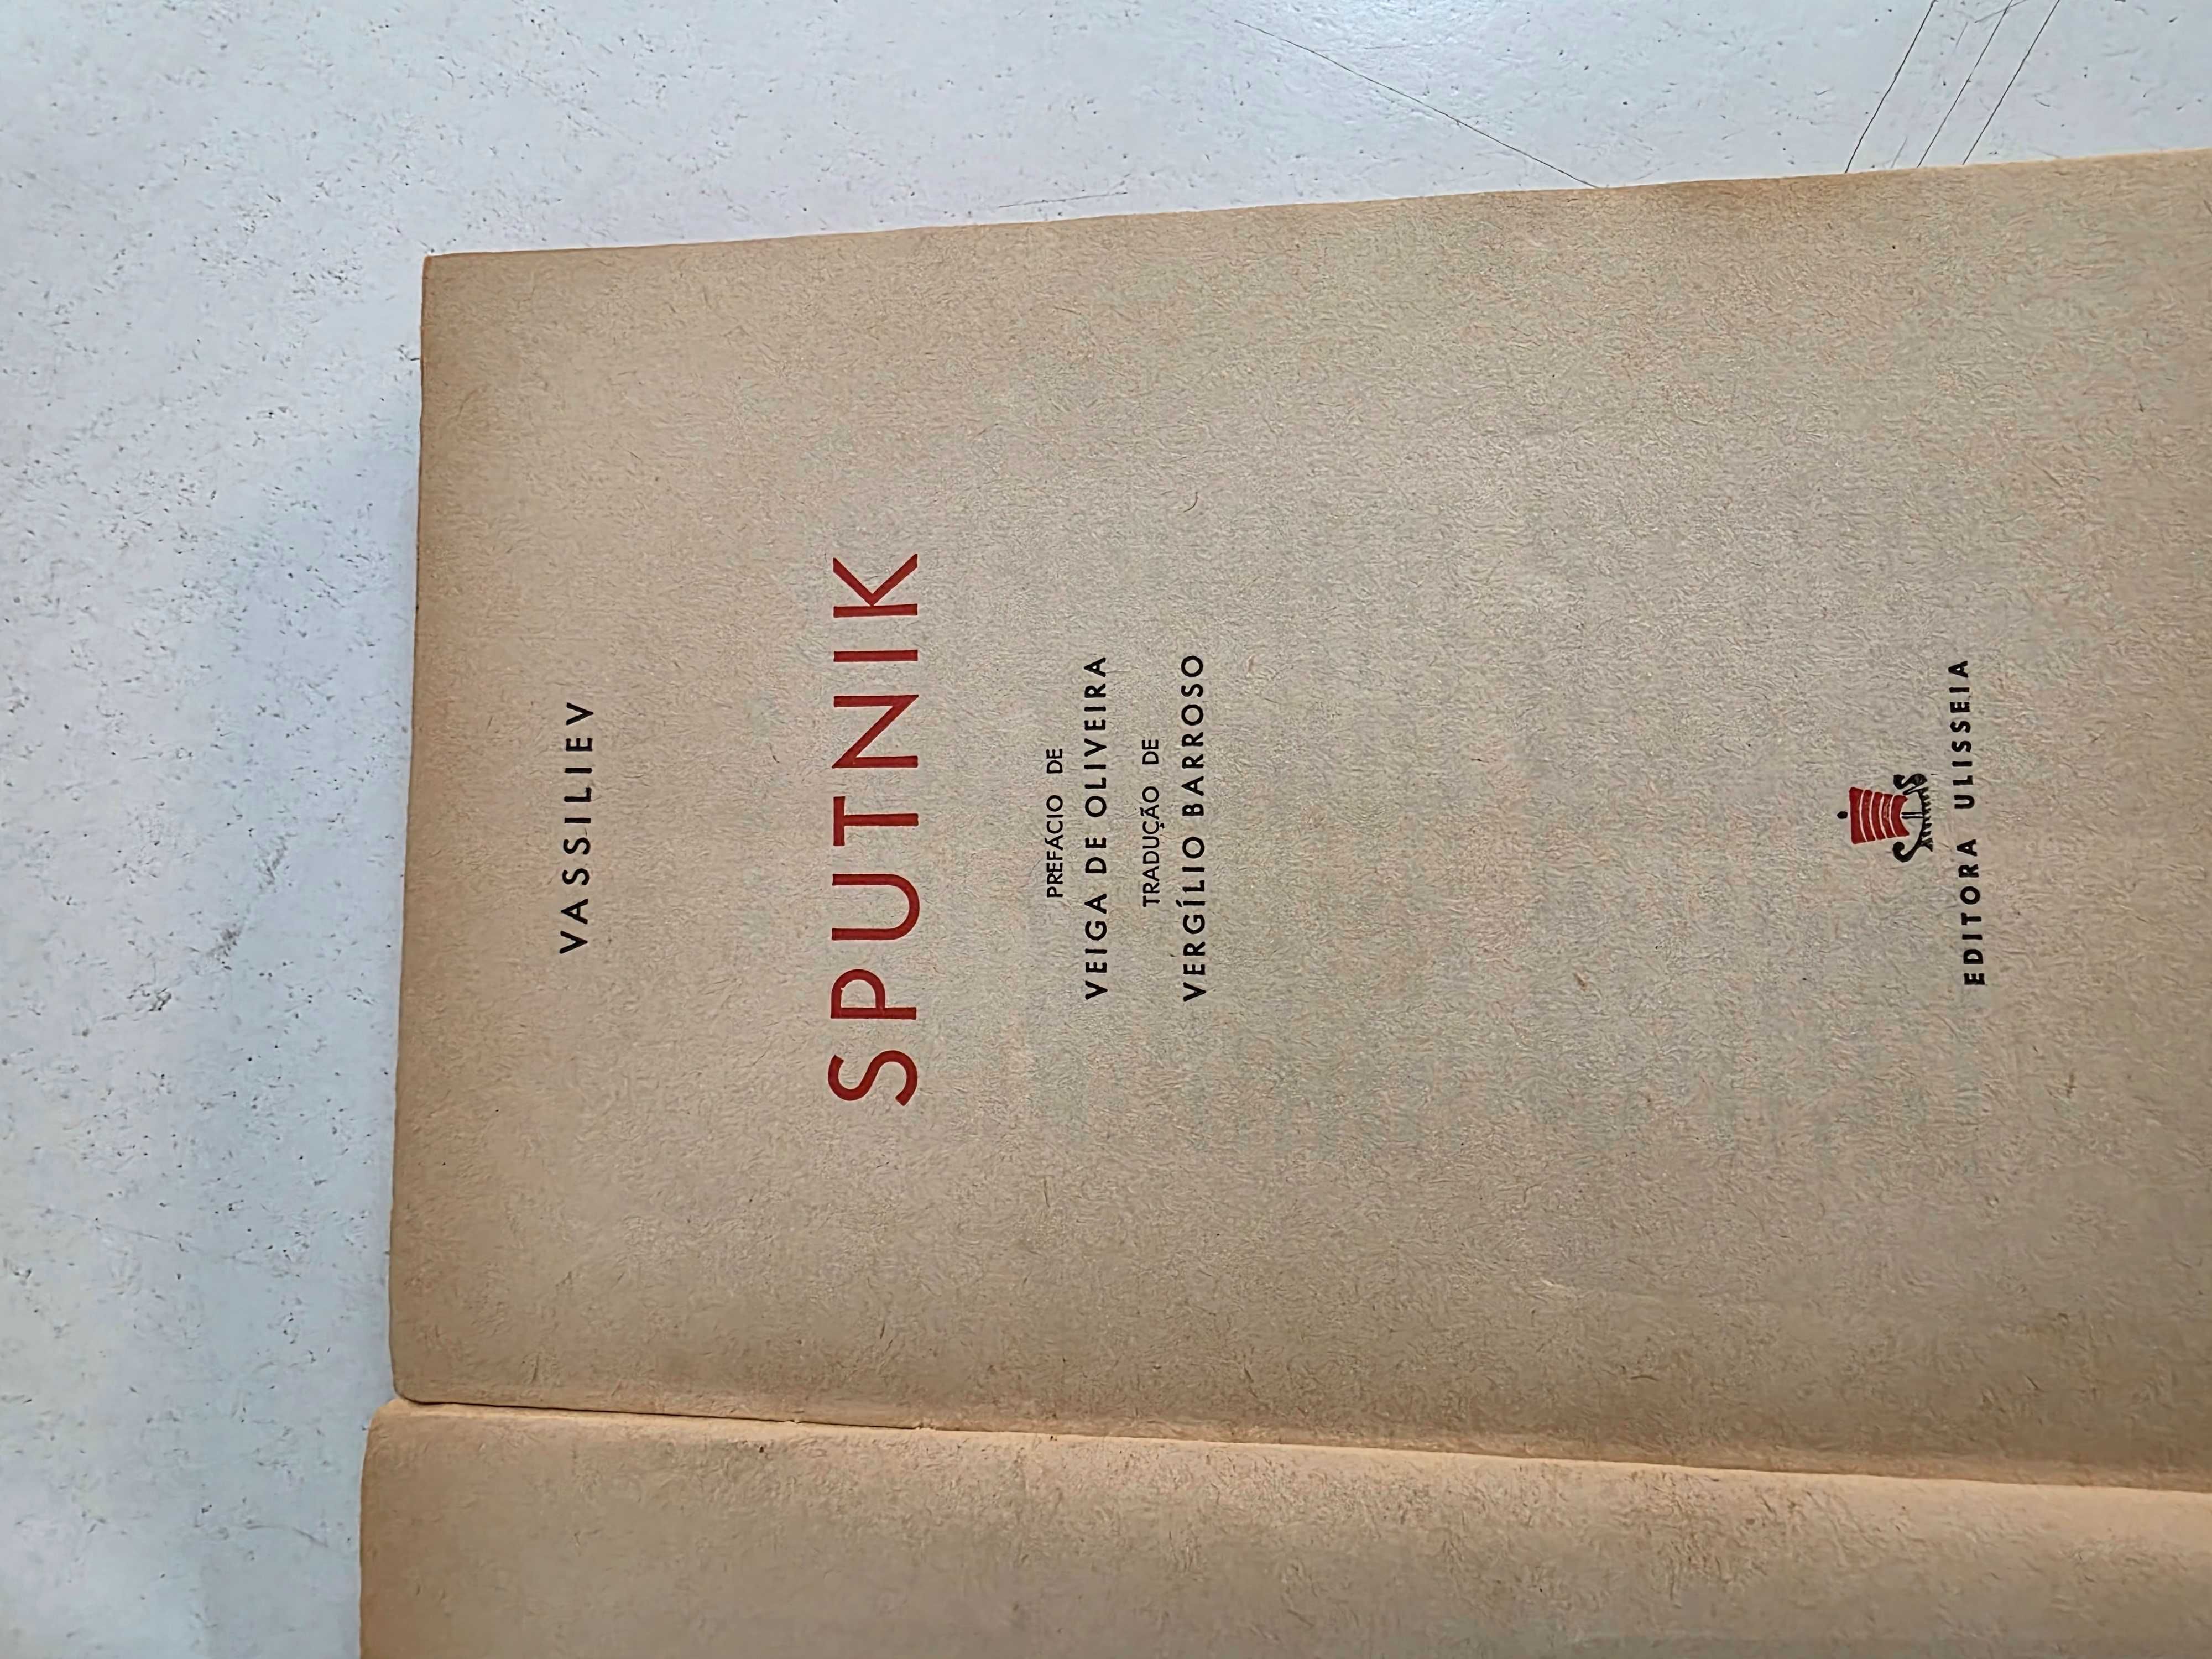 VASSILIEV
SPUTNIK
PREFÁCIO DE
VEIGA DE OLIVEIRA
TRADUÇÃO DE
VERGÍLIO BARROSO
EDITORA ULISSEIA